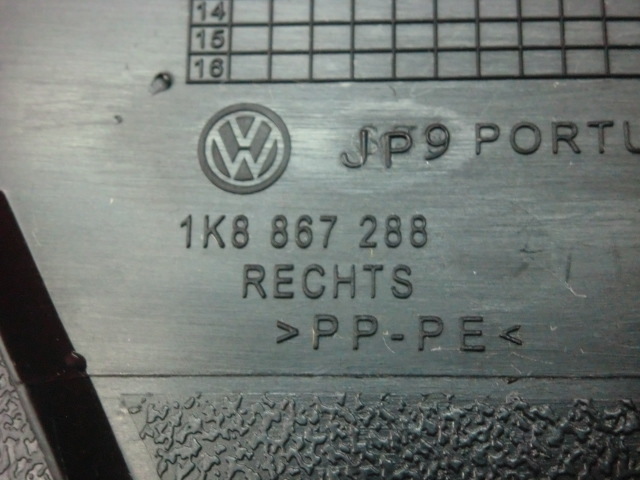 14
15
16
JP9 PORTU
1K8 867 288
RECHTS
>PP-PE<